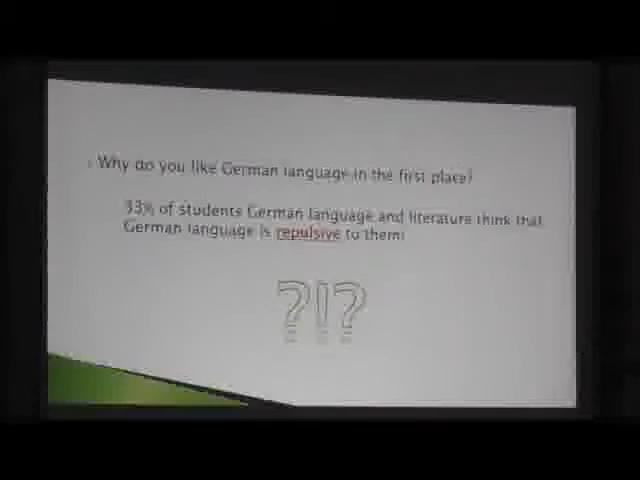 Why do you like German language in the first place?
33% of students German language and literature think that
German language is repulsive to them!
?!?